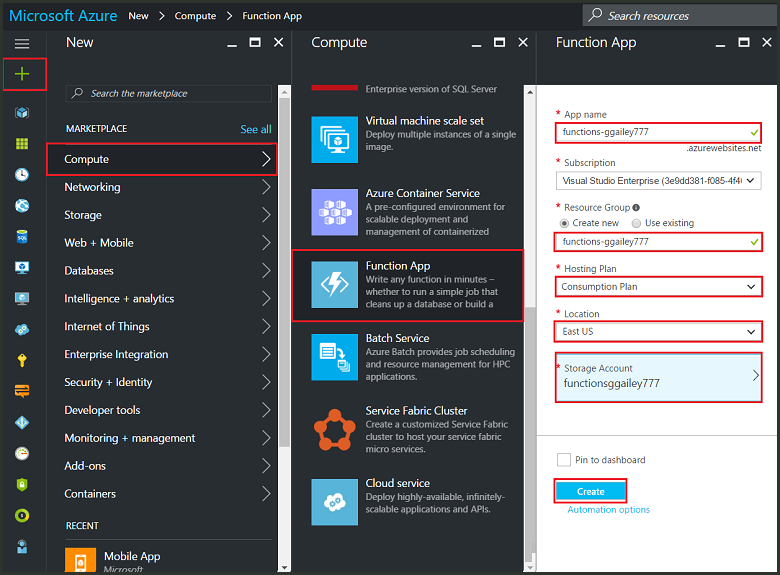 Microsoft Azure New > Compute > Function App
Search resources
New
Search the marketplace
MARKETPLACE See all
Compute
Networking
Storage
Web + Mobile
Databases
Intelligence + analytics
Internet of Things
Enterprise Integration
Security + Identity
Developer tools
Monitoring + management
Add-ons
Containers
RECENT
Mobile App
Microsoft
Compute
Enterprise version of SQL Server
Virtual machine scale set
Deploy multiple instances of a single
image.
Azure Container Service
A pre-configured environment for
scalable deployment and
management of containerized
Function App
Write any function in minutes –
whether to run a simple job that
cleans up a database or build a
Batch Service
Azure Batch provides job scheduling
and resource management for HPC
applications.
Service Fabric Cluster
Create a customized Service Fabric
cluster to host your service fabric
micro services.
Cloud service
Deploy highly-available, infinitely-
scalable applications and APIs.
Function App
* App name
functions-ggailey777
.azurewebsites.net
* Subscription
Visual Studio Enterprise (3e9dd381-f085-4f4
* Resource Group
Create new Use existing
functions-ggailey777
* Hosting Plan
Consumption Plan
* Location
East US
* Storage Account
functionsggailey777
Pin to dashboard
Create
Automation options
SQL